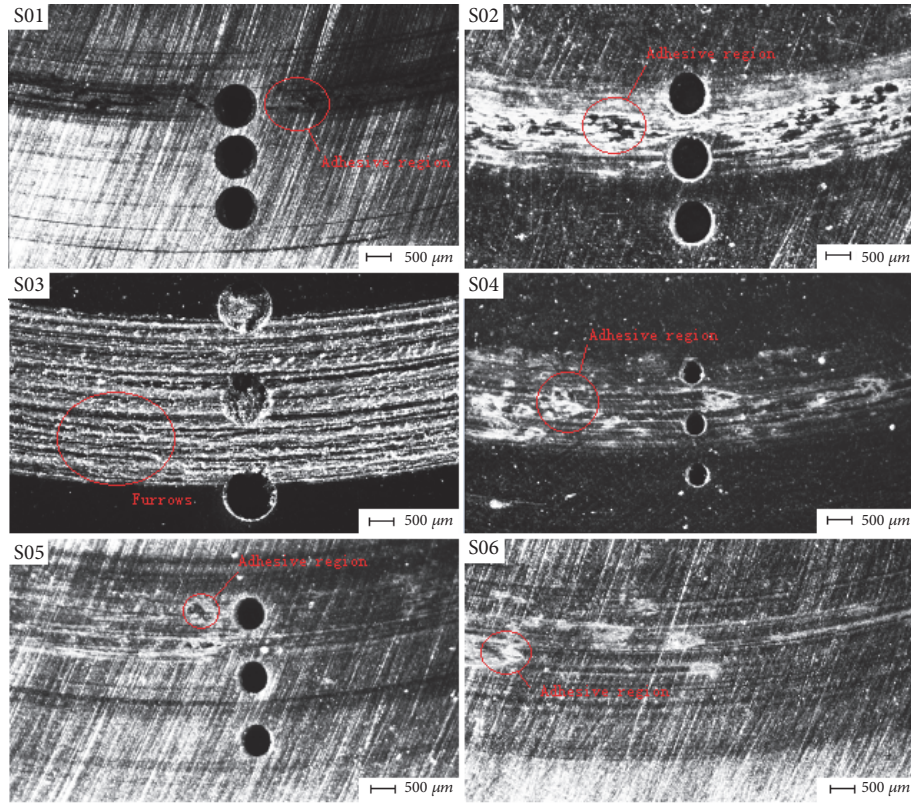 S01
Adhesive region
500 μm
S02
Adhesive region
500 μm
S03
Furrows
500 μm
S04
Adhesive region
500 μm
S05
Adhesive region
500 μm
S06
Adhesive region
500 μm